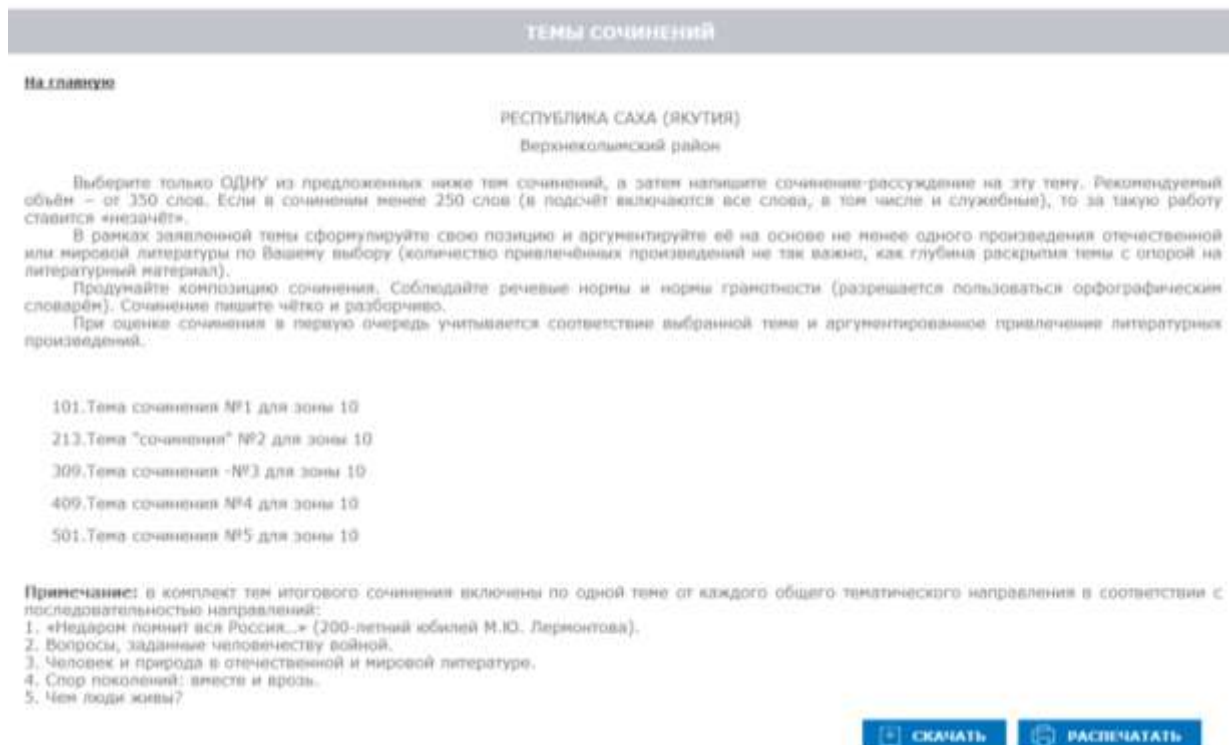 ТЕМЫ СОЧИНЕНИЙ
На главную
РЕСПУБЛИКА САХА (ЯКУТИЯ)
Верхнеколымский район
Выберите только ОДНУ из предложенных ниже тем сочинений, а затем напишите сочинение-рассуждение на эту тему. Рекомендуемый
объём – от 350 слов. Если в сочинении менее 250 слов (в подсчёт включаются все слова, в том числе и служебные), то за такую работу
ставится «незачёт».
В рамках заявленной темы сформулируйте свою позицию и аргументируйте её на основе не менее одного произведения отечественной
или мировой литературы по Вашему выбору (количество привлечённых произведений не так важно, как глубина раскрытия темы с опорой на
литературный материал).
Продумайте композицию сочинения. Соблюдайте речевые нормы и нормы грамотности (разрешается пользоваться орфографическим
словарём). Сочинение пишите чётко и разборчиво.
При оценке сочинения в первую очередь учитывается соответствие выбранной теме и аргументированное привлечение литературных
произведений.
101.Тема сочинения №1 для зоны 10
213.Тема "сочинения" №2 для зоны 10
309.Тема сочинения -№3 для зоны 10
409.Тема сочинения №4 для зоны 10
501.Тема сочинения №5 для зоны 10
Примечание: в комплект тем итогового сочинения включены по одной теме от каждого общего тематического направления в соответствии с
последовательностью направлений:
1. «Недаром помнит вся Россия…» (200-летний юбилей М.Ю. Лермонтова).
2. Вопросы, заданные человечеству войной.
3. Человек и природа в отечественной и мировой литературе.
4. Спор поколений: вместе и врозь.
5. Чем люди живы?
СКАЧАТЬ РАСПЕЧАТАТЬ